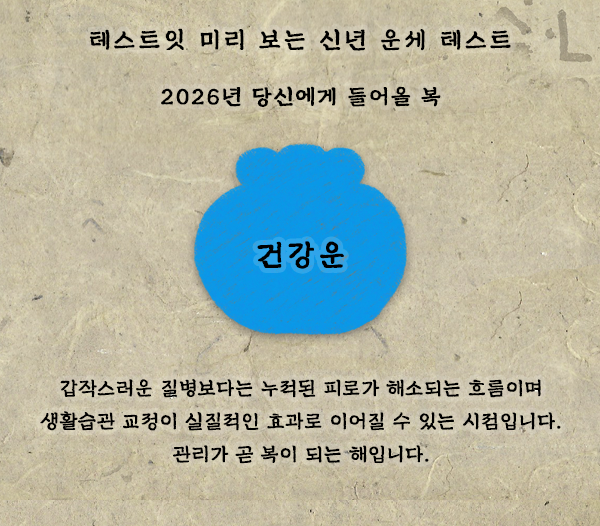 테스트잇 미리 보는 신년 운세 테스트
2026년 당신에게 들어올 복
건강운
갑작스러운 질병보다는 누적된 피로가 해소되는 흐름이며
생활습관 교정이 실질적인 효과로 이어질 수 있는 시점입니다.
관리가 곧 복이 되는 해입니다.